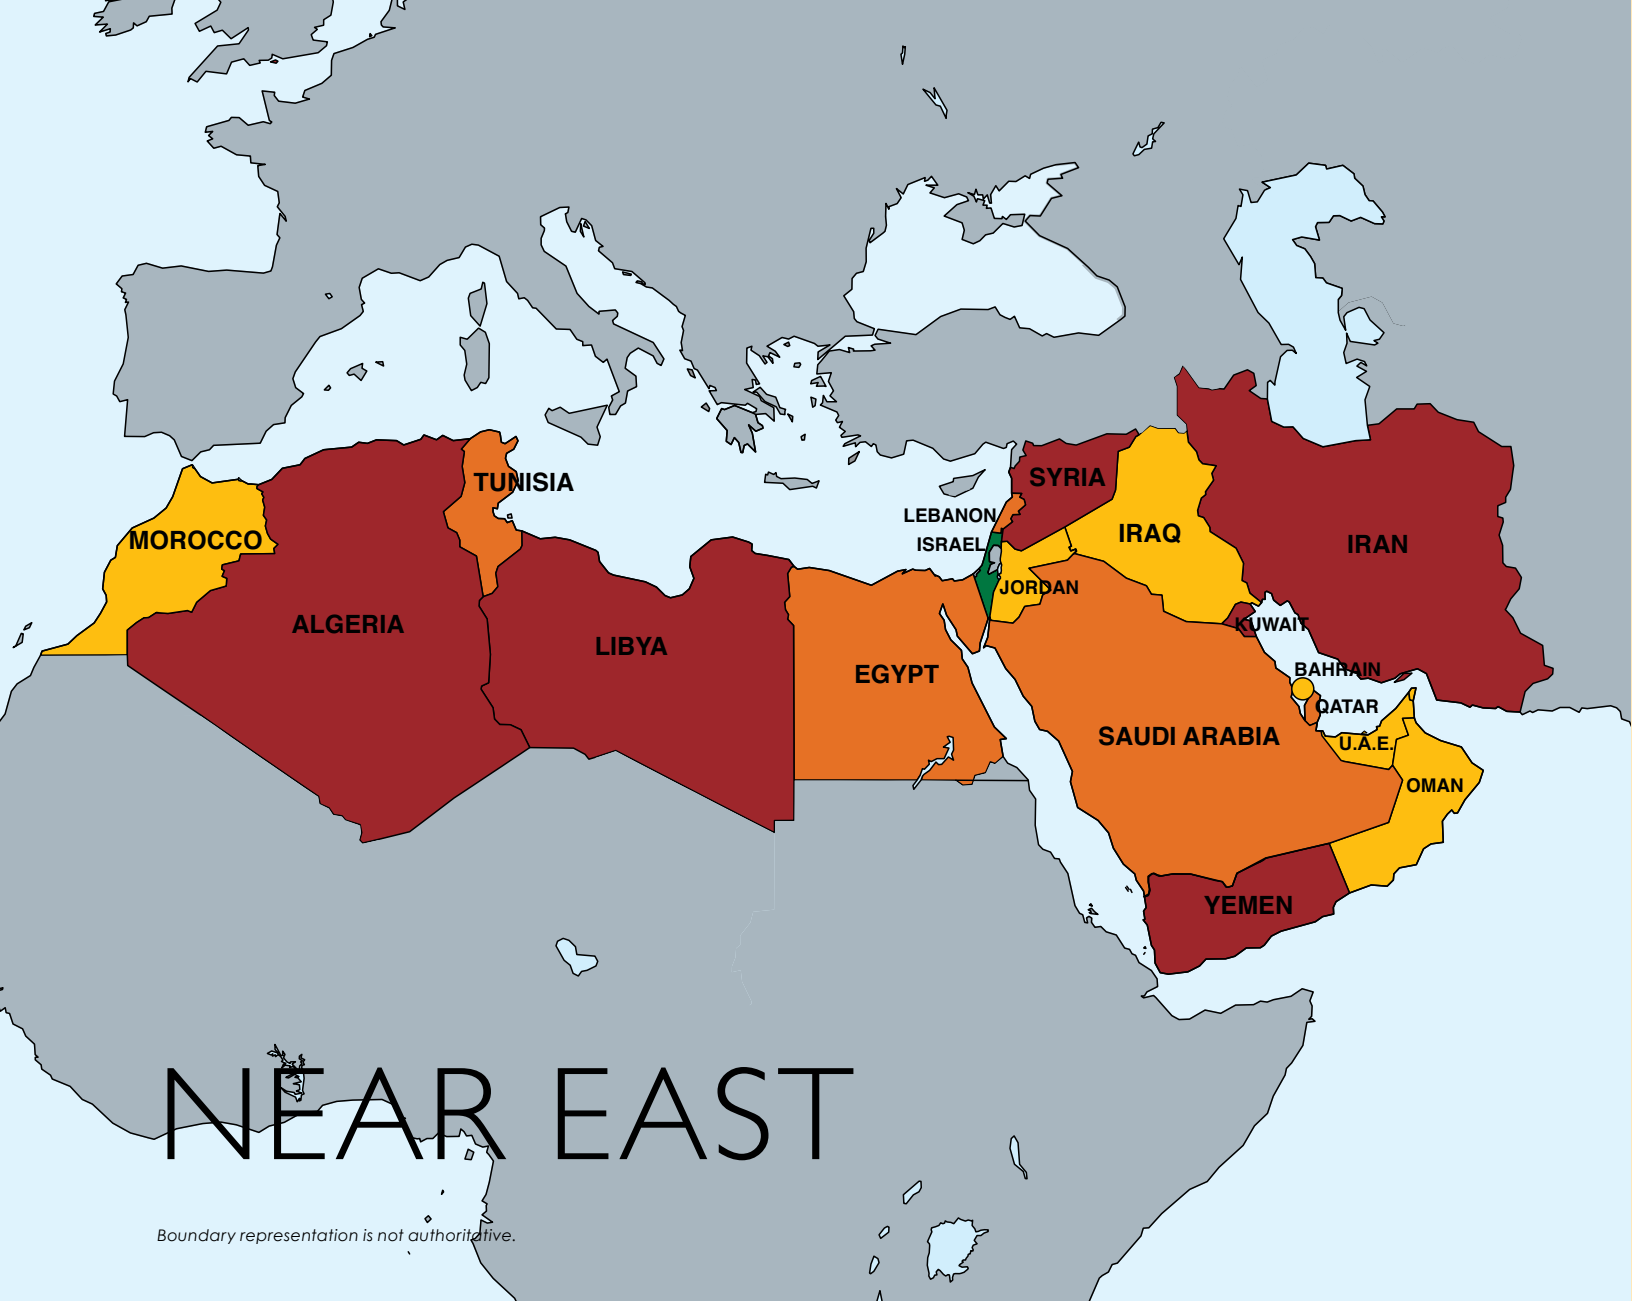 TUNISIA
SYRIA
LEBANON
MOROCCO
IRAQ
ISRAEL
IRAN
JORDAN
ALGERIA
KUWAIT
LIBYA
BAHRAIN
EGYPT
QATAR
SAUDI ARABIA
U.A.E.
OMAN
YEMEN
NEAR EAST
Boundary representation is not authoritative.